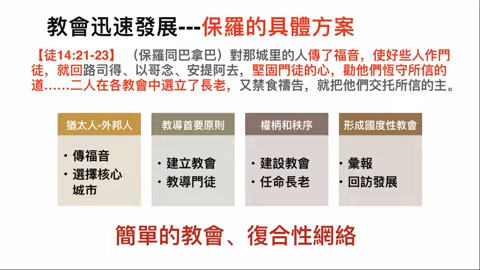 教會迅速發展---保羅的具體方案
【徒14:21-23】（保羅同巴拿巴）對那城里的人傳了福音，使好些人作門
徒，就回路司得、以哥念、安提阿去，堅固門徒的心，勸他們恆守所信的
道……二人在各教會中選立了長老，又禁食禱告，就把他們交托所信的主。
猶太人-外邦人
• 傳福音
• 選擇核心
城市
教導首要原則
• 建立教會
• 教導門徒
權柄和秩序
• 建設教會
• 任命長老
形成國度性教會
• 彙報
• 回訪發展
簡單的教會、復合性網絡